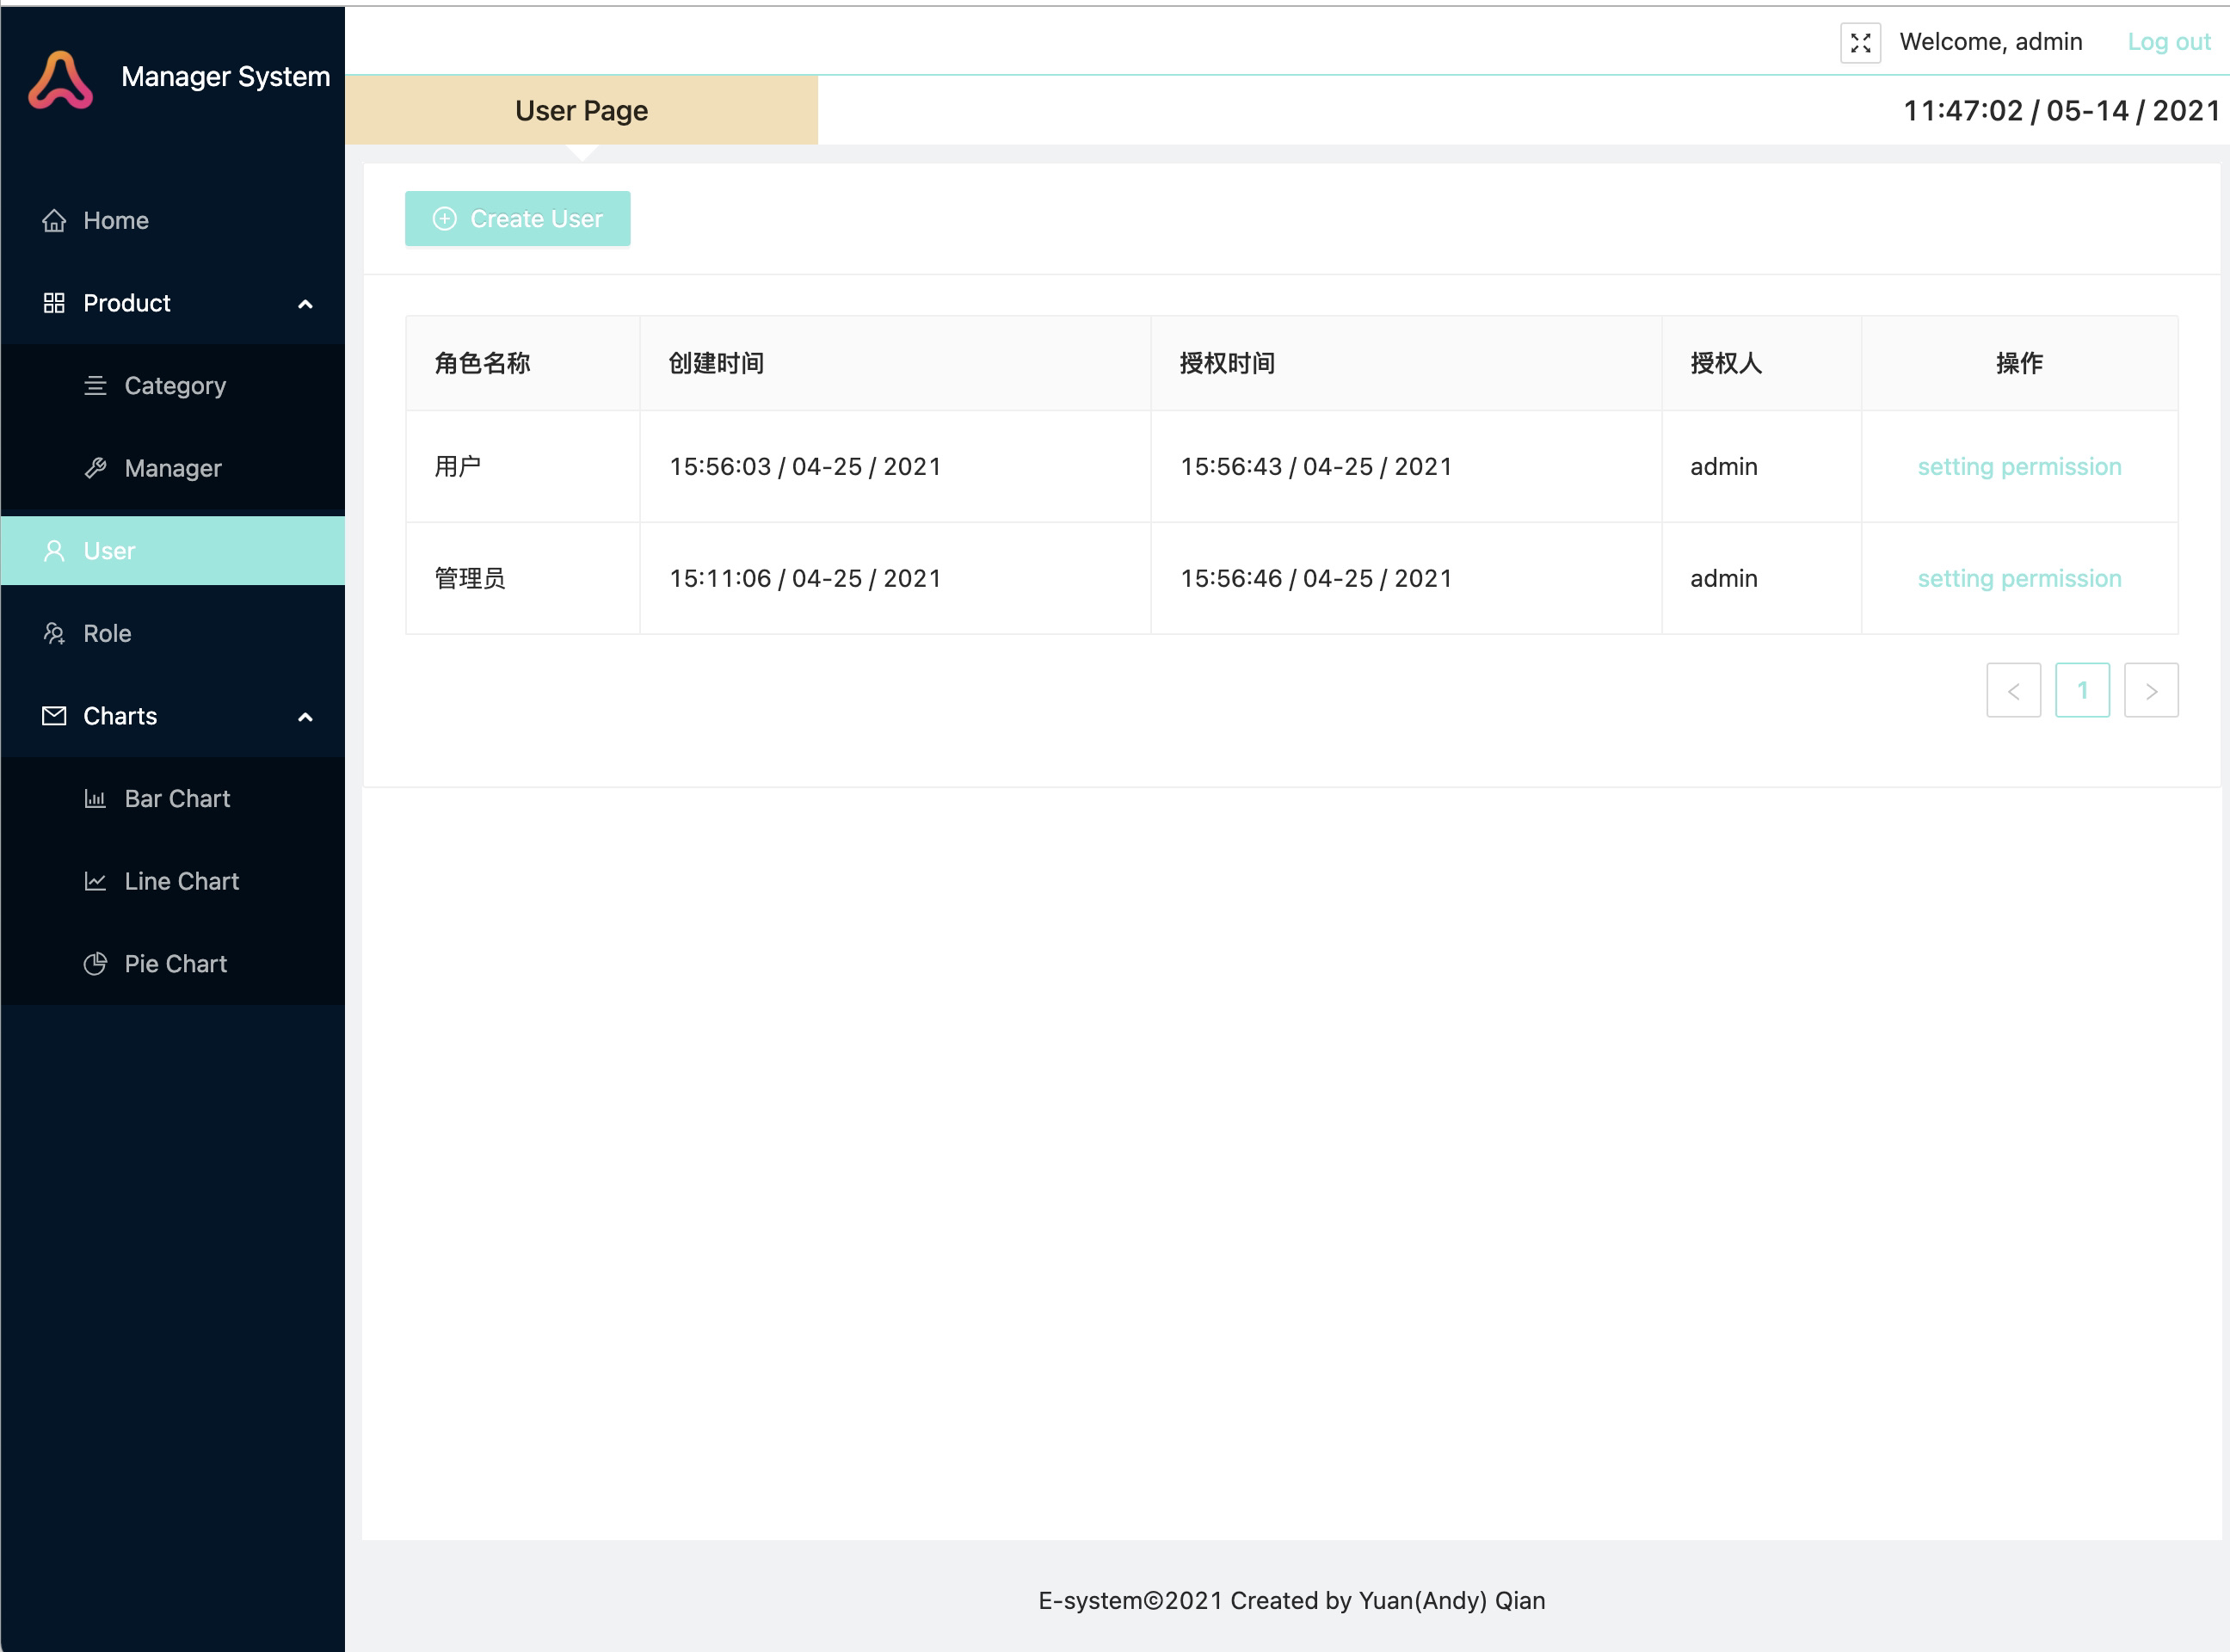 Manager System
Welcome, admin
Log out
User Page
11:47:02 / 05-14 / 2021
Home
Product
Category
Manager
User
Role
Charts
Bar Chart
Line Chart
Pie Chart
Create User
角色名称 创建时间 授权时间 授权人 操作
用户 15:56:03 / 04-25 / 2021 15:56:43 / 04-25 / 2021 admin setting permission
管理员 15:11:06 / 04-25 / 2021 15:56:46 / 04-25 / 2021 admin setting permission
< 1 >
E-system©2021 Created by Yuan(Andy) Qian